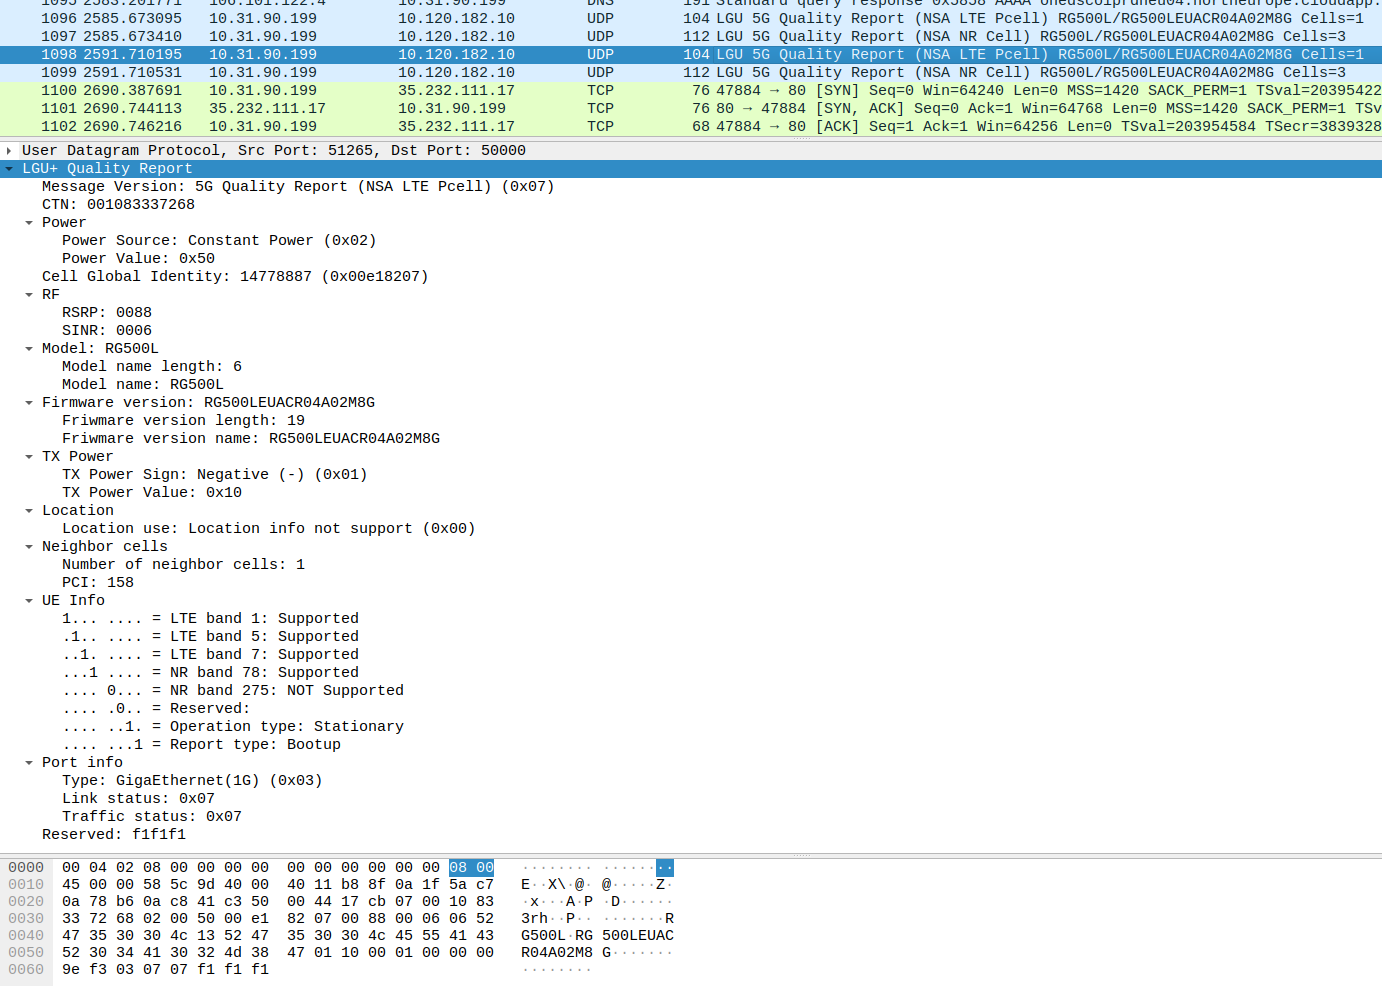 1095 2583.201771 106.101.122.4 10.31.90.199 DNS 191 Standard query response 0x5858 AAAA onedscolprdneu04.northeurope.cloudapp.
1096 2585.673095 10.31.90.199 10.120.182.10 UDP 104 LGU 5G Quality Report (NSA LTE Pcell) RG500L/RG500LEUACR04A02M8G Cells=1
1097 2585.673410 10.31.90.199 10.120.182.10 UDP 112 LGU 5G Quality Report (NSA NR Cell) RG500L/RG500LEUACR04A02M8G Cells=3
1098 2591.710195 10.31.90.199 10.120.182.10 UDP 104 LGU 5G Quality Report (NSA LTE Pcell) RG500L/RG500LEUACR04A02M8G Cells=1
1099 2591.710531 10.31.90.199 10.120.182.10 UDP 112 LGU 5G Quality Report (NSA NR Cell) RG500L/RG500LEUACR04A02M8G Cells=3
1100 2690.387691 10.31.90.199 35.232.111.17 TCP 76 47884 → 80 [SYN] Seq=0 Win=64240 Len=0 MSS=1420 SACK_PERM=1 TSval=20395422
1101 2690.744113 35.232.111.17 10.31.90.199 TCP 76 80 → 47884 [SYN, ACK] Seq=0 Ack=1 Win=64768 Len=0 MSS=1420 SACK_PERM=1 TSv
1102 2690.746216 10.31.90.199 35.232.111.17 TCP 68 47884 → 80 [ACK] Seq=1 Ack=1 Win=64256 Len=0 TSval=203954584 TSecr=3839328
User Datagram Protocol, Src Port: 51265, Dst Port: 50000
LGU+ Quality Report
Message Version: 5G Quality Report (NSA LTE Pcell) (0x07)
CTN: 001083337268
Power
Power Source: Constant Power (0x02)
Power Value: 0x50
Cell Global Identity: 14778887 (0x00e18207)
RF
RSRP: 0088
SINR: 0006
Model: RG500L
Model name length: 6
Model name: RG500L
Firmware version: RG500LEUACR04A02M8G
Friwmare version length: 19
Friwmare version name: RG500LEUACR04A02M8G
TX Power
TX Power Sign: Negative (-) (0x01)
TX Power Value: 0x10
Location
Location use: Location info not support (0x00)
Neighbor cells
Number of neighbor cells: 1
PCI: 158
UE Info
1... .... = LTE band 1: Supported
.1.. .... = LTE band 5: Supported
..1. .... = LTE band 7: Supported
...1 .... = NR band 78: Supported
.... 0... = NR band 275: NOT Supported
.... .0.. = Reserved:
.... ..1. = Operation type: Stationary
.... ...1 = Report type: Bootup
Port info
Type: GigaEthernet(1G) (0x03)
Link status: 0x07
Traffic status: 0x07
Reserved: f1f1f1
0000 00 04 02 08 00 00 00 00 00 00 00 00 00 00 08 00 ········ ········
0010 45 00 00 58 5c 9d 40 00 40 11 b8 8f 0a 1f 5a c7 E··X\·@· @·····Z·
0020 0a 78 b6 0a c8 41 c3 50 00 44 17 cb 07 00 10 83 ·x···A·P ·D······
0030 33 72 68 02 00 50 00 e1 82 07 00 88 00 06 06 52 3rh··P·· ·······R
0040 47 35 30 30 4c 13 52 47 35 30 30 4c 45 55 41 43 G500L·RG 500LEUAC
0050 52 30 34 41 30 32 4d 38 47 01 10 00 01 00 00 00 R04A02M8 G·······
0060 9e f3 03 07 07 f1 f1 f1 ········